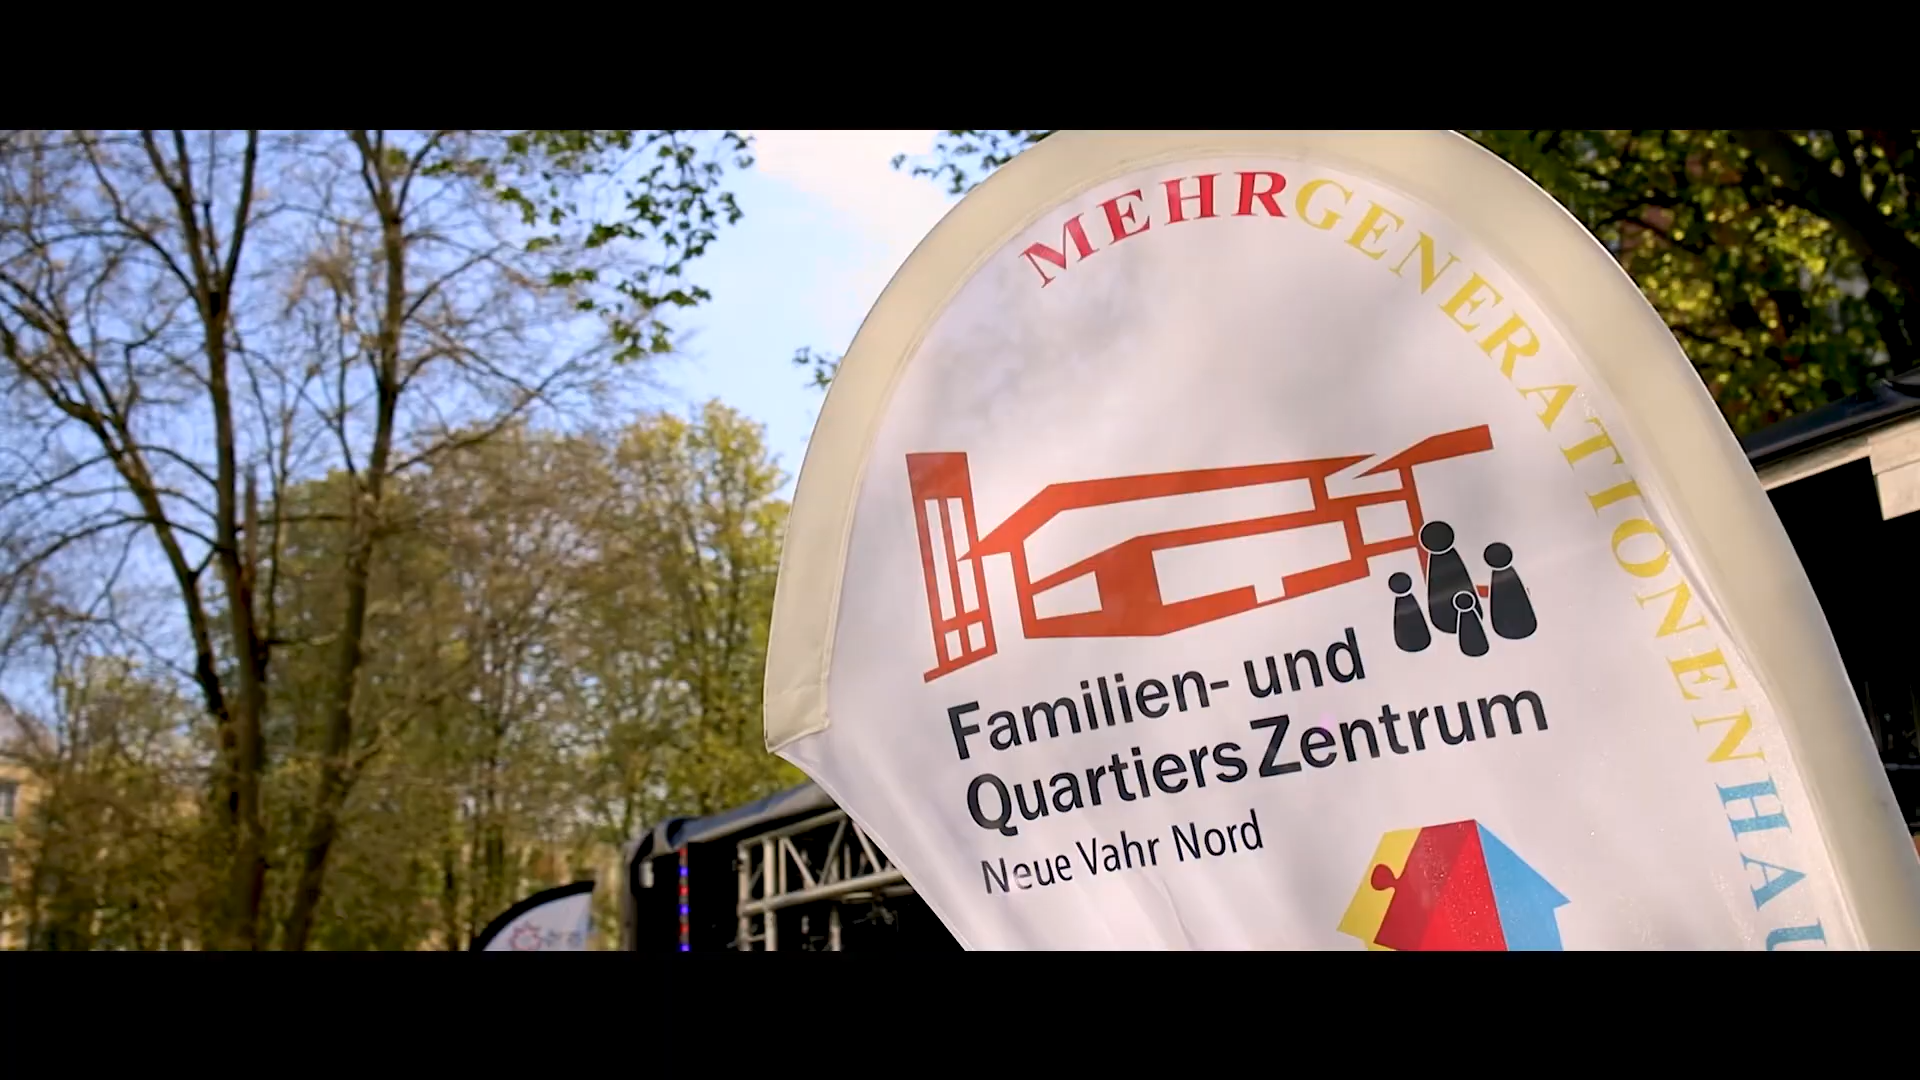 MEHRGENERATIONENHAU
Familien- und
QuartiersZentrum
Neue Vahr Nord